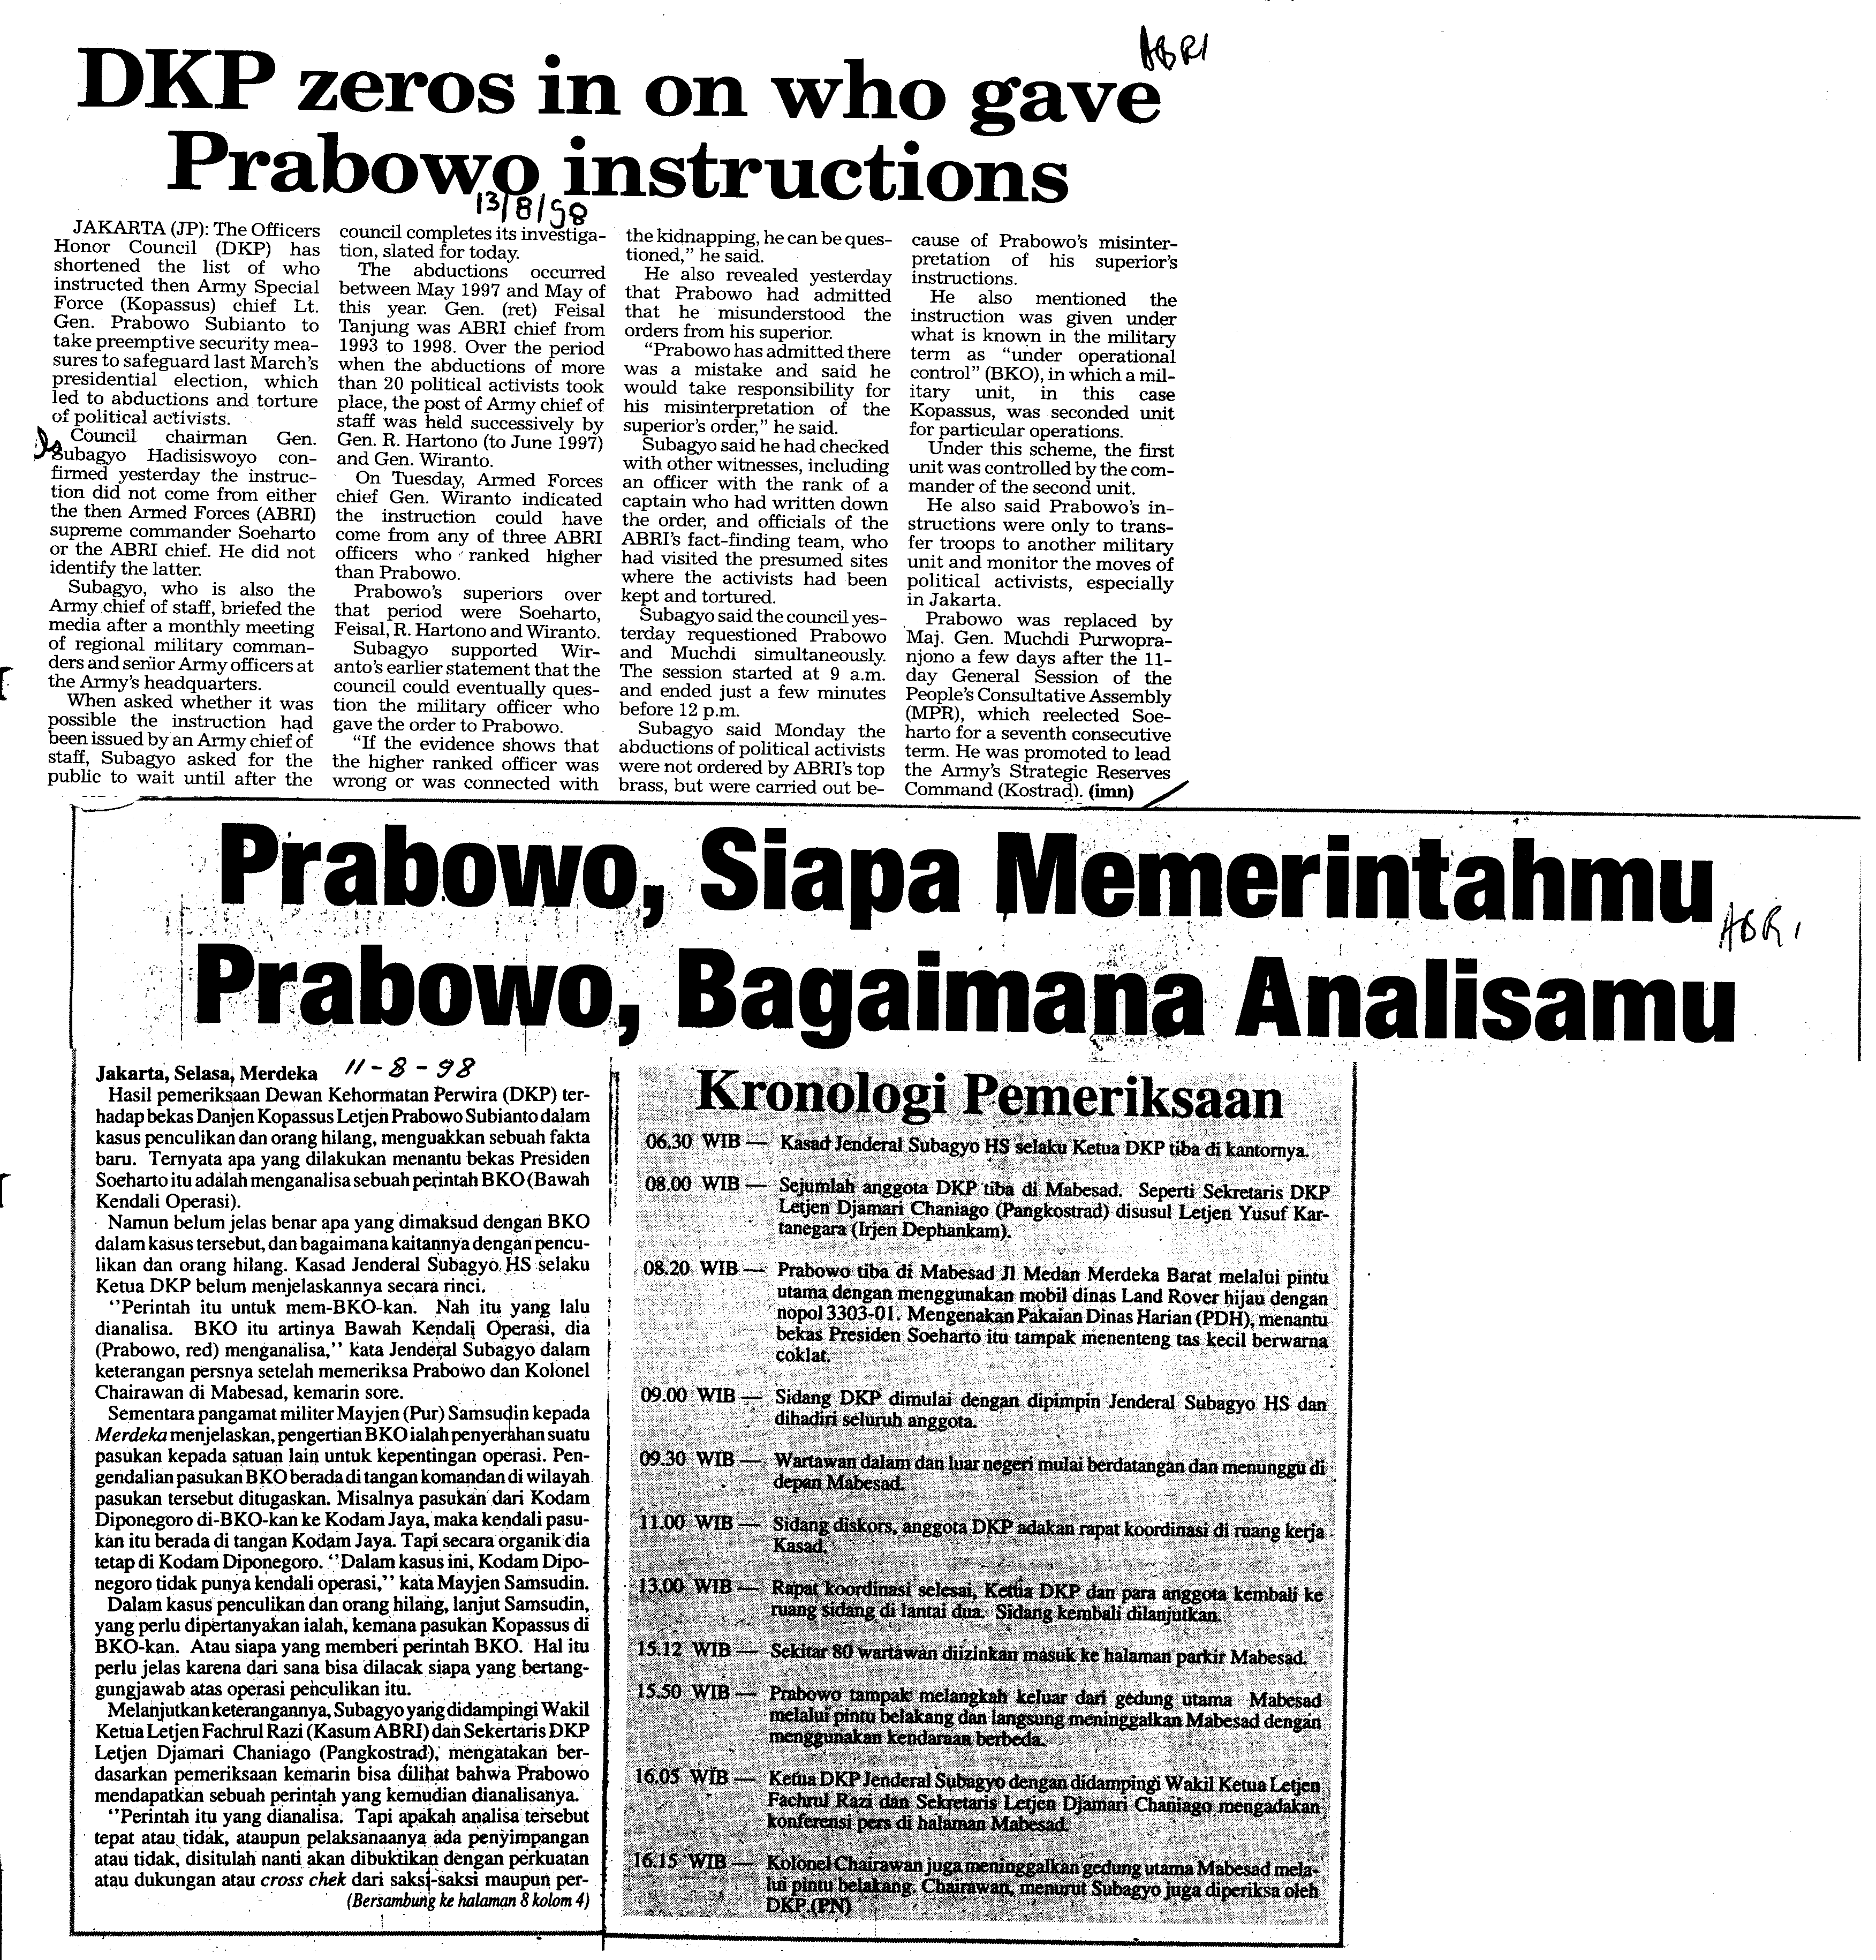 ABRI
DKP zeros in on who gave
Prabowo instructions
13/8/98
JAKARTA (JP): The Officers
Honor Council (DKP) has
shortened the list of who
instructed then Army Special
Force (Kopassus) chief Lt.
Gen. Prabowo Subianto to
take preemptive security mea-
sures to safeguard last March's
presidential election, which
led to abductions and torture
of political activists.
Council chairman Gen.
Subagyo Hadisiswoyo con-
firmed yesterday the instruc-
tion did not come from either
the then Armed Forces (ABRI)
supreme commander Soeharto
or the ABRI chief. He did not
identify the latter.
Subagyo, who is also the
Army chief of staff, briefed the
media after a monthly meeting
of regional military comman-
ders and senior Army officers at
the Army's headquarters.
When asked whether it was
possible the instruction had
been issued by an Army chief of
staff, Subagyo asked for the
public to wait until after the
council completes its investiga-
tion, slated for today.
The abductions occurred
between May 1997 and May of
this year. Gen. (ret) Feisal
Tanjung was ABRI chief from
1993 to 1998. Over the period
when the abductions of more
than 20 political activists took
place, the post of Army chief of
staff was held successively by
Gen. R. Hartono (to June 1997)
and Gen. Wiranto.
On Tuesday, Armed Forces
chief Gen. Wiranto indicated
the instruction could have
come from any of three ABRI
officers who ranked higher
than Prabowo.
Prabowo's superiors over
that period were Soeharto,
Feisal, R. Hartono and Wiranto.
Subagyo supported Wir-
anto's earlier statement that the
council could eventually ques-
tion the military officer who
gave the order to Prabowo.
"If the evidence shows that
the higher ranked officer was
wrong or was connected with
the kidnapping, he can be ques-
tioned," he said.
He also revealed yesterday
that Prabowo had admitted
that he misunderstood the
orders from his superior.
"Prabowo has admitted there
was a mistake and said he
would take responsibility for
his misinterpretation of the
superior's order," he said.
Subagyo said he had checked
with other witnesses, including
an officer with the rank of a
captain who had written down
the order, and officials of the
ABRI's fact-finding team, who
had visited the presumed sites
where the activists had been
kept and tortured.
Subagyo said the council yes-
terday requestioned Prabowo
and Muchdi simultaneously.
The session started at 9 a.m.
and ended just a few minutes
before 12 p.m.
Subagyo said Monday the
abductions of political activists
were not ordered by ABRI's top
brass, but were carried out be-
cause of Prabowo's misinter-
pretation of his superior's
instructions.
He also mentioned the
instruction was given under
what is known in the military
term as "under operational
control" (BKO), in which a mil-
itary unit, in this case
Kopassus, was seconded unit
for particular operations.
Under this scheme, the first
unit was controlled by the com-
mander of the second unit.
He also said Prabowo's in-
structions were only to trans-
fer troops to another military
unit and monitor the moves of
political activists, especially
in Jakarta.
Prabowo was replaced by
Maj. Gen. Muchdi Purwopra-
njono a few days after the 11-
day General Session of the
People's Consultative Assembly
(MPR), which reelected Soe-
harto for a seventh consecutive
term. He was promoted to lead
the Army's Strategic Reserves
Command (Kostrad). (imn)
Prabowo, Siapa Memerintahmu
ABRI
Prabowo, Bagaimana Analisamu
Jakarta, Selasa, Merdeka 11-8-98
Hasil pemeriksaan Dewan Kehormatan Perwira (DKP) ter-
hadap bekas Danjen Kopassus Letjen Prabowo Subianto dalam
kasus penculikan dan orang hilang, menguakkan sebuah fakta
baru. Ternyata apa yang dilakukan menantu bekas Presiden
Soeharto itu adalah menganalisa sebuah perintah BKO (Bawah
Kendali Operasi).
Namun belum jelas benar apa yang dimaksud dengan BKO
dalam kasus tersebut, dan bagaimana kaitannya dengan pencu-
likan dan orang hilang. Kasad Jenderal Subagyo HS selaku
Ketua DKP belum menjelaskannya secara rinci.
''Perintah itu untuk mem-BKO-kan. Nah itu yang lalu
dianalisa. BKO itu artinya Bawah Kendali Operasi, dia
(Prabowo, red) menganalisa,'' kata Jenderal Subagyo dalam
keterangan persnya setelah memeriksa Prabowo dan Kolonel
Chairawan di Mabesad, kemarin sore.
Sementara pangamat militer Mayjen (Pur) Samsudin kepada
Merdeka menjelaskan, pengertian BKO ialah penyerahan suatu
pasukan kepada satuan lain untuk kepentingan operasi. Pen-
gendalian pasukan BKO berada di tangan komandan di wilayah
pasukan tersebut ditugaskan. Misalnya pasukan dari Kodam
Diponegoro di-BKO-kan ke Kodam Jaya, maka kendali pasu-
kan itu berada di tangan Kodam Jaya. Tapi secara organik dia
tetap di Kodam Diponegoro. ''Dalam kasus ini, Kodam Dipo-
negoro tidak punya kendali operasi,'' kata Mayjen Samsudin.
Dalam kasus penculikan dan orang hilang, lanjut Samsudin,
yang perlu dipertanyakan ialah, kemana pasukan Kopassus di
BKO-kan. Atau siapa yang memberi perintah BKO. Hal itu
perlu jelas karena dari sana bisa dilacak siapa yang bertang-
gungjawab atas operasi penculikan itu.
Melanjutkan keterangannya, Subagyo yang didampingi Wakil
Ketua Letjen Fachrul Razi (Kasum ABRI) dan Sekertaris DKP
Letjen Djamari Chaniago (Pangkostrad), mengatakan ber-
dasarkan pemeriksaan kemarin bisa dilihat bahwa Prabowo
mendapatkan sebuah perintah yang kemudian dianalisanya.
''Perintah itu yang dianalisa. Tapi apakah analisa tersebut
tepat atau tidak, ataupun pelaksanaanya ada penyimpangan
atau tidak, disitulah nanti akan dibuktikan dengan perkuatan
atau dukungan atau cross chek dari saksi-saksi maupun per-
(Bersambung ke halaman 8 kolom 4)
Kronologi Pemeriksaan
06.30 WIB — Kasad Jenderal Subagyo HS selaku Ketua DKP tiba di kantornya.
08.00 WIB — Sejumlah anggota DKP tiba di Mabesad. Seperti Sekretaris DKP
Letjen Djamari Chaniago (Pangkostrad) disusul Letjen Yusuf Kar-
tanegara (Irjen Dephankam).
08.20 WIB — Prabowo tiba di Mabesad Jl Medan Merdeka Barat melalui pintu
utama dengan menggunakan mobil dinas Land Rover hijau dengan
nopol 3303-01. Mengenakan Pakaian Dinas Harian (PDH), menantu
bekas Presiden Soeharto itu tampak menenteng tas kecil berwarna
coklat.
09.00 WIB — Sidang DKP dimulai dengan dipimpin Jenderal Subagyo HS dan
dihadiri seluruh anggota.
09.30 WIB — Wartawan dalam dan luar negeri mulai berdatangan dan menunggu di
depan Mabesad.
11.00 WIB — Sidang diskors, anggota DKP adakan rapat koordinasi di ruang kerja
Kasad.
13.00 WIB — Rapat koordinasi selesai, Ketua DKP dan para anggota kembali ke
ruang sidang di lantai dua. Sidang kembali dilanjutkan.
15.12 WIB — Sekitar 80 wartawan diizinkan masuk ke halaman parkir Mabesad.
15.50 WIB — Prabowo tampak melangkah keluar dari gedung utama Mabesad
melalui pintu belakang dan langsung meninggalkan Mabesad dengan
menggunakan kendaraan berbeda.
16.05 WIB — Ketua DKP Jenderal Subagyo dengan didampingi Wakil Ketua Letjen
Fachrul Razi dan Sekretaris Letjen Djamari Chaniago mengadakan
konferensi pers di halaman Mabesad.
16.15 WIB — Kolonel Chairawan juga meninggalkan gedung utama Mabesad mela-
lui pintu belakang. Chairawan, menurut Subagyo juga diperiksa oleh
DKP.(PN)